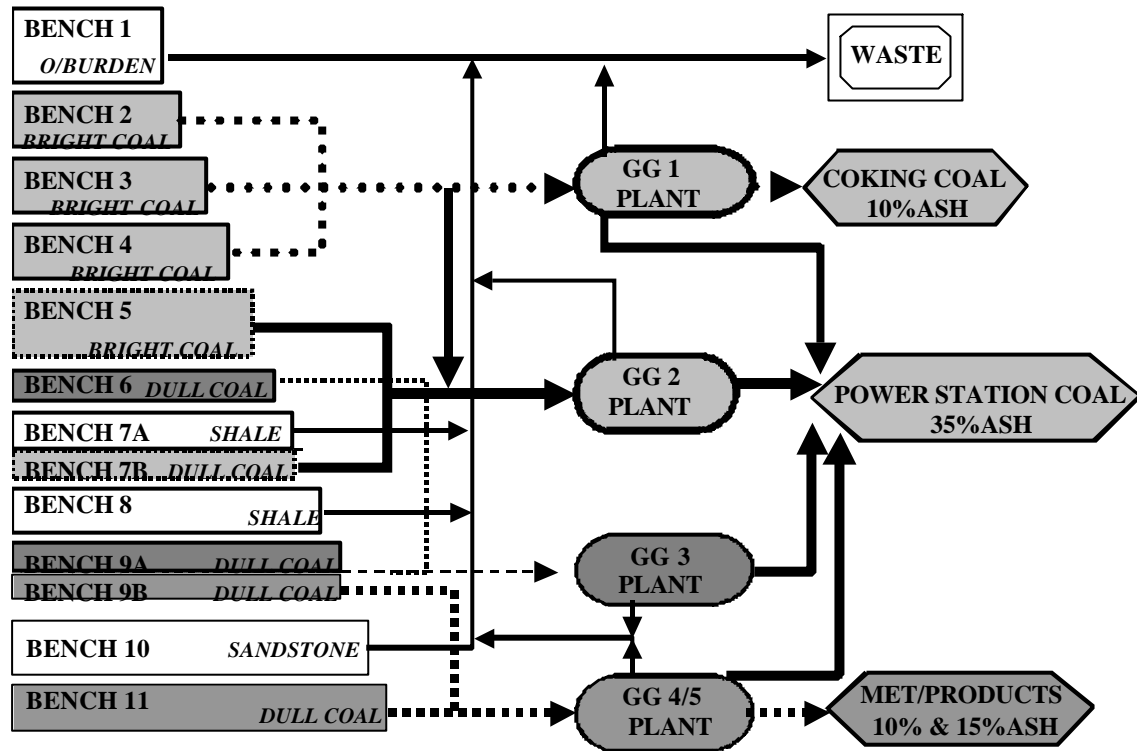 BENCH 1
O/BURDEN
BENCH 2
BRIGHT COAL
BENCH 3
BRIGHT COAL
BENCH 4
BRIGHT COAL
BENCH 5
BRIGHT COAL
BENCH 6 DULL COAL
BENCH 7A SHALE
BENCH 7B DULL COAL
BENCH 8
SHALE
BENCH 9A DULL COAL
BENCH 9B DULL COAL
BENCH 10 SANDSTONE
BENCH 11
DULL COAL
GG 1
PLANT
GG 2
PLANT
GG 3
PLANT
GG 4/5
PLANT
WASTE
COKING COAL
10%ASH
POWER STATION COAL
35%ASH
MET/PRODUCTS
10% & 15%ASH